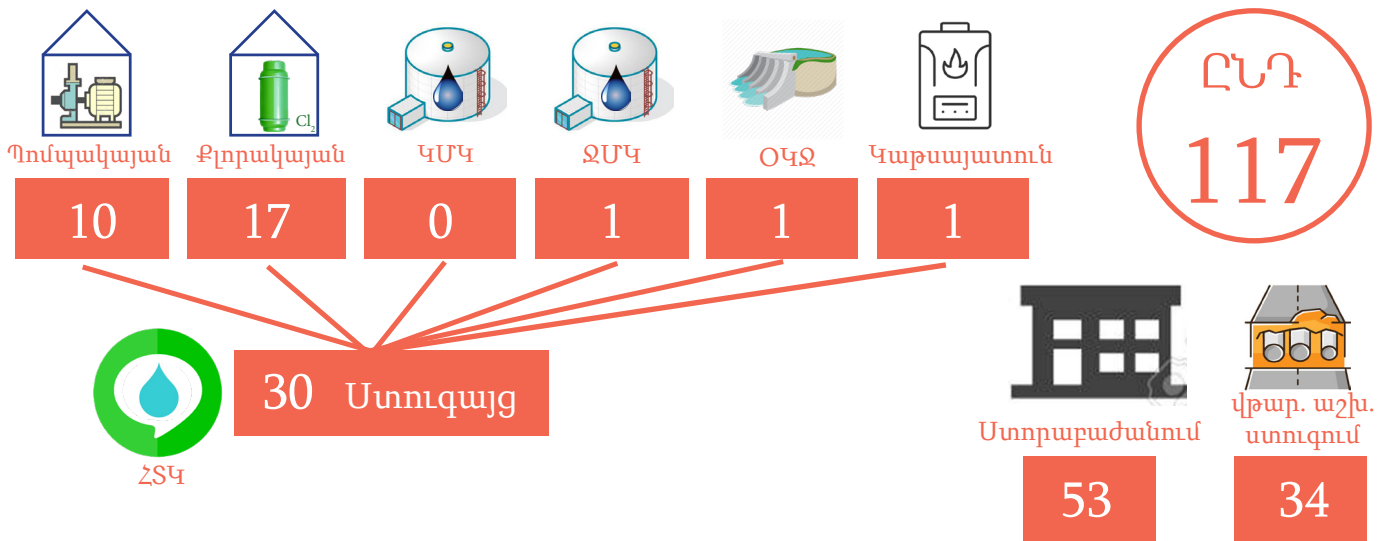 Cl2
Պոմպակայան Քլորակայան ԿՄԿ ՋՄԿ ՕԿՋ Կաթսայատուն
10 17 0 1 1 1
ԸՆԴ
117
30 Ստուգայց
ՀՏԿ
Ստորաբաժանում
53
վթար. աշխ.
ստուգում
34